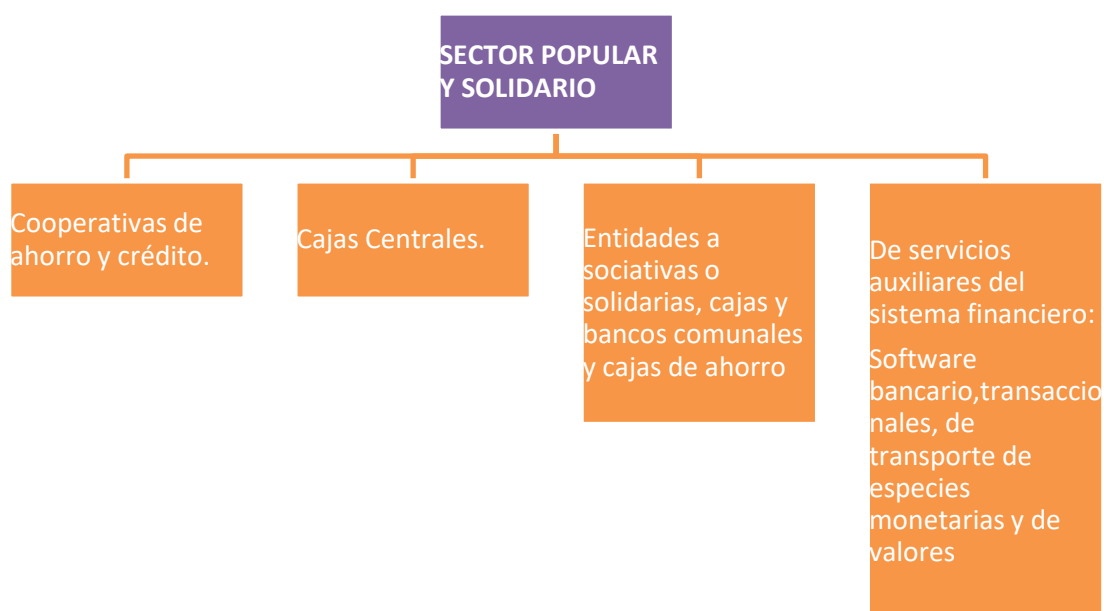 SECTOR POPULAR
Y SOLIDARIO
Cooperativas de
ahorro y crédito.
Cajas Centrales.
Entidades a
sociativas o
solidarias, cajas y
bancos comunales
y cajas de ahorro
De servicios
auxiliares del
sistema financiero:
Software
bancario,transaccio
nales, de
transporte de
especies
monetarias y de
valores